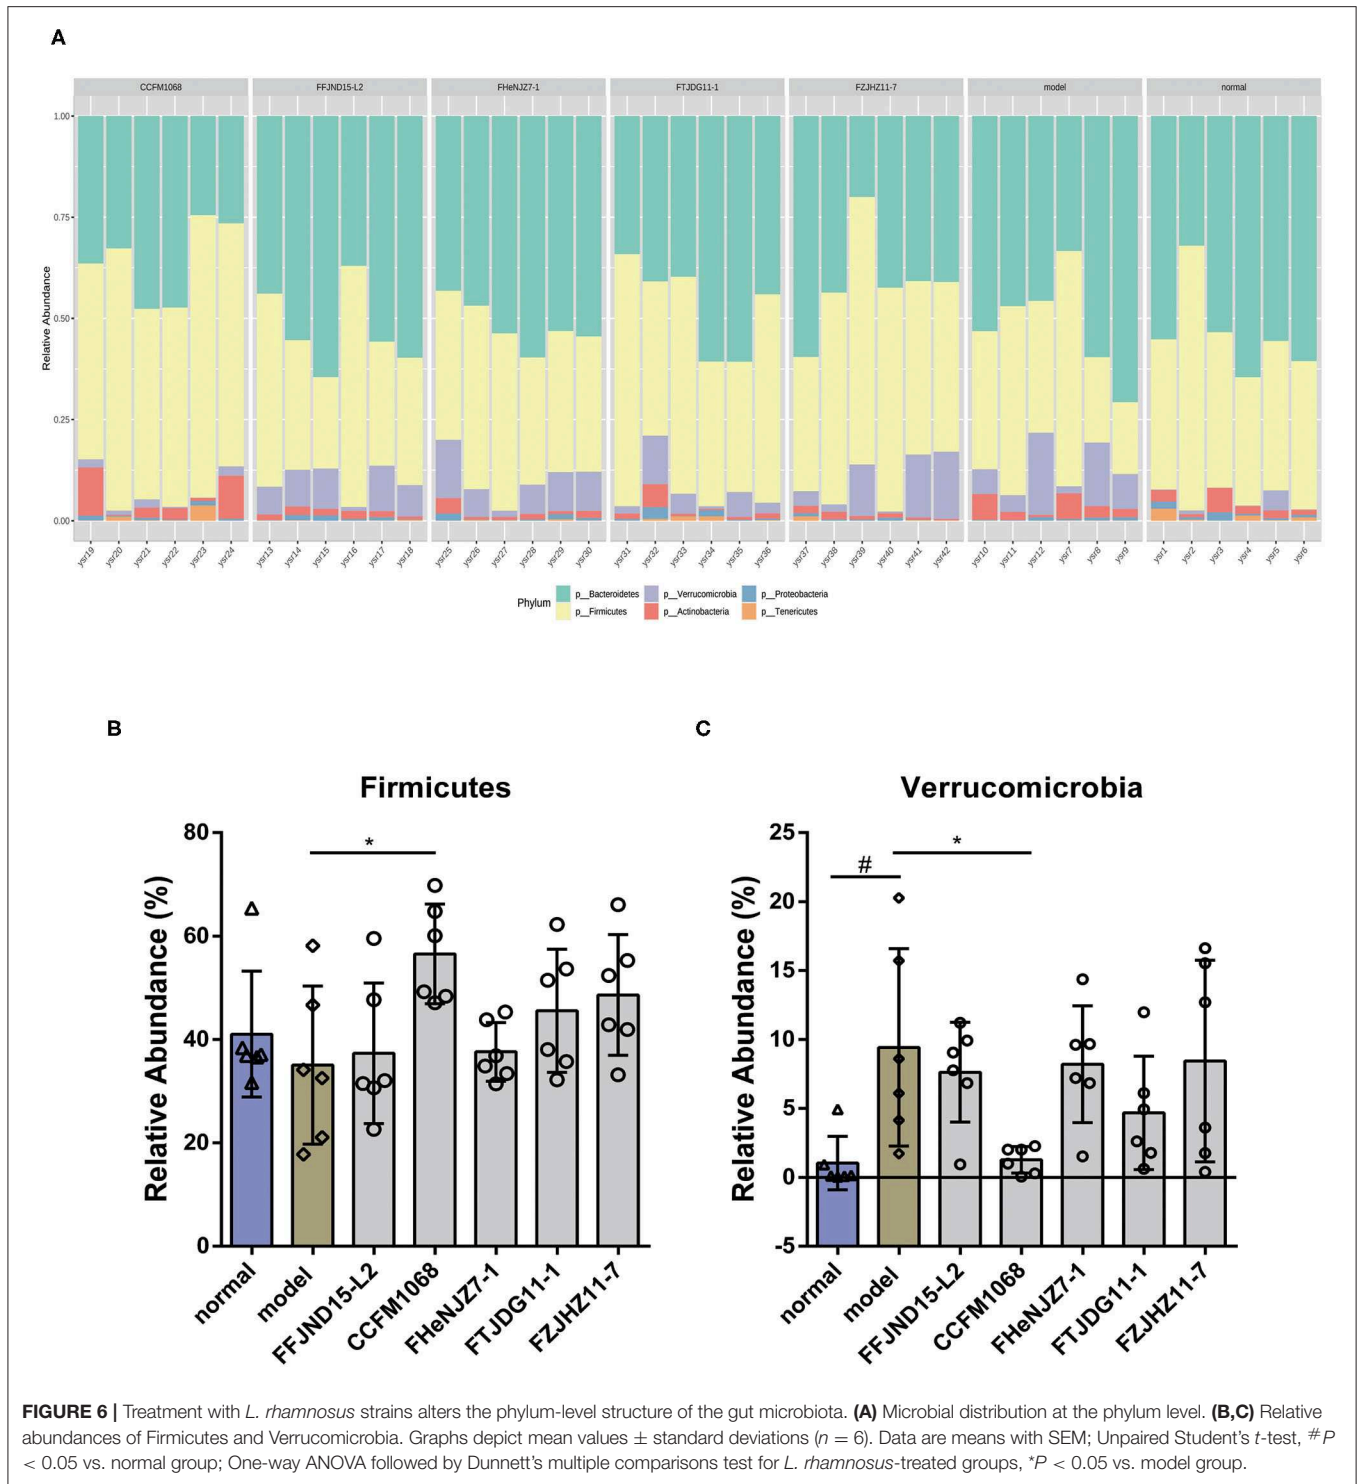 A
CCFM1068 FFJND15-L2 FHeNJZ7-1 FTJDG11-1 FZJHZ11-7 model normal
1.00
0.75
0.50
0.25
0.00
Relative Abundance
ysr19 ysr20 ysr21 ysr22 ysr23 ysr24 ysr13 ysr14 ysr15 ysr16 ysr17 ysr18 ysr25 ysr26 ysr27 ysr28 ysr29 ysr30 ysr31 ysr32 ysr33 ysr34 ysr35 ysr36 ysr37 ysr38 ysr39 ysr40 ysr41 ysr42 ysr10 ysr11 ysr12 ysr7 ysr8 ysr9 ysr1 ysr2 ysr3 ysr4 ysr5 ysr6
Phylum
p__Bacteroidetes p__Verrucomicrobia p__Proteobacteria
p__Firmicutes p__Actinobacteria p__Tenericutes
B
Firmicutes
Relative Abundance (%)
80
60
40
20
0
*
normal model FFJND15-L2 CCFM1068 FHeNJZ7-1 FTJDG11-1 FZJHZ11-7
C
Verrucomicrobia
Relative Abundance (%)
25
20
15
10
5
0
-5
# *
normal model FFJND15-L2 CCFM1068 FHeNJZ7-1 FTJDG11-1 FZJHZ11-7
FIGURE 6 | Treatment with L. rhamnosus strains alters the phylum-level structure of the gut microbiota. (A) Microbial distribution at the phylum level. (B,C) Relative
abundances of Firmicutes and Verrucomicrobia. Graphs depict mean values ± standard deviations (n = 6). Data are means with SEM; Unpaired Student's t-test, #P
< 0.05 vs. normal group; One-way ANOVA followed by Dunnett's multiple comparisons test for L. rhamnosus-treated groups, *P < 0.05 vs. model group.